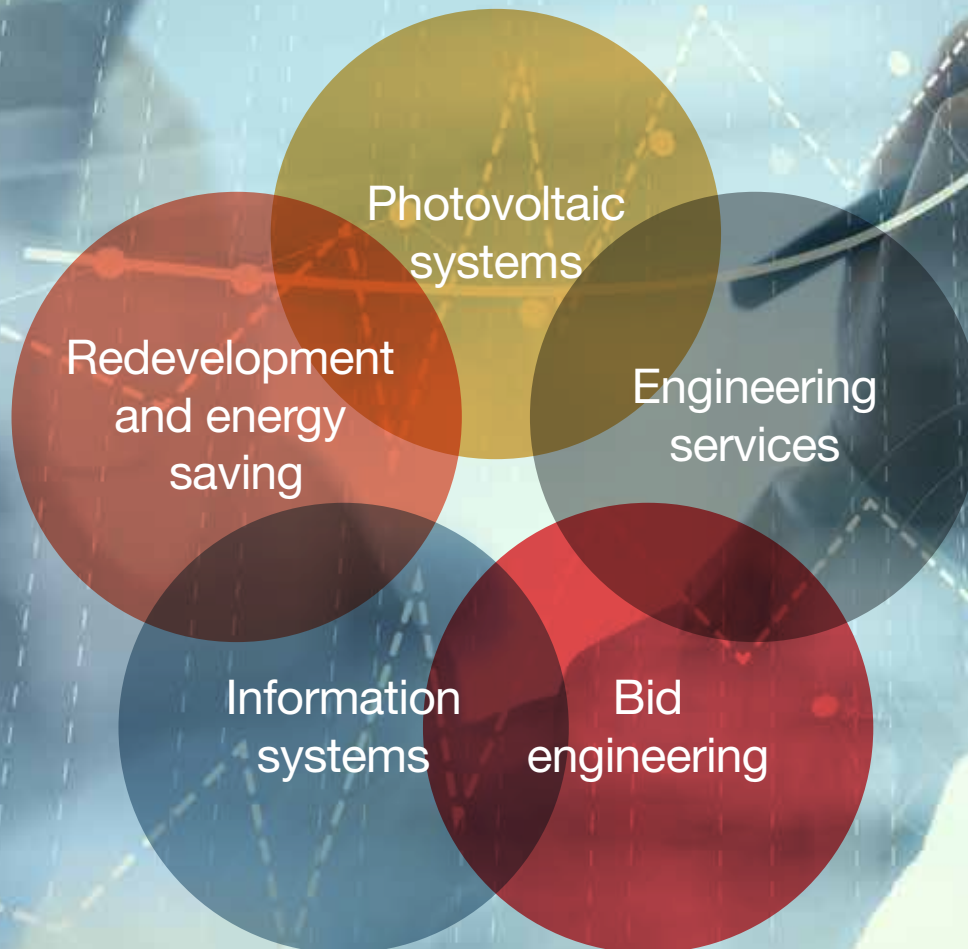 Photovoltaic
systems
Redevelopment
and energy
saving
Engineering
services
Information
systems
Bid
engineering